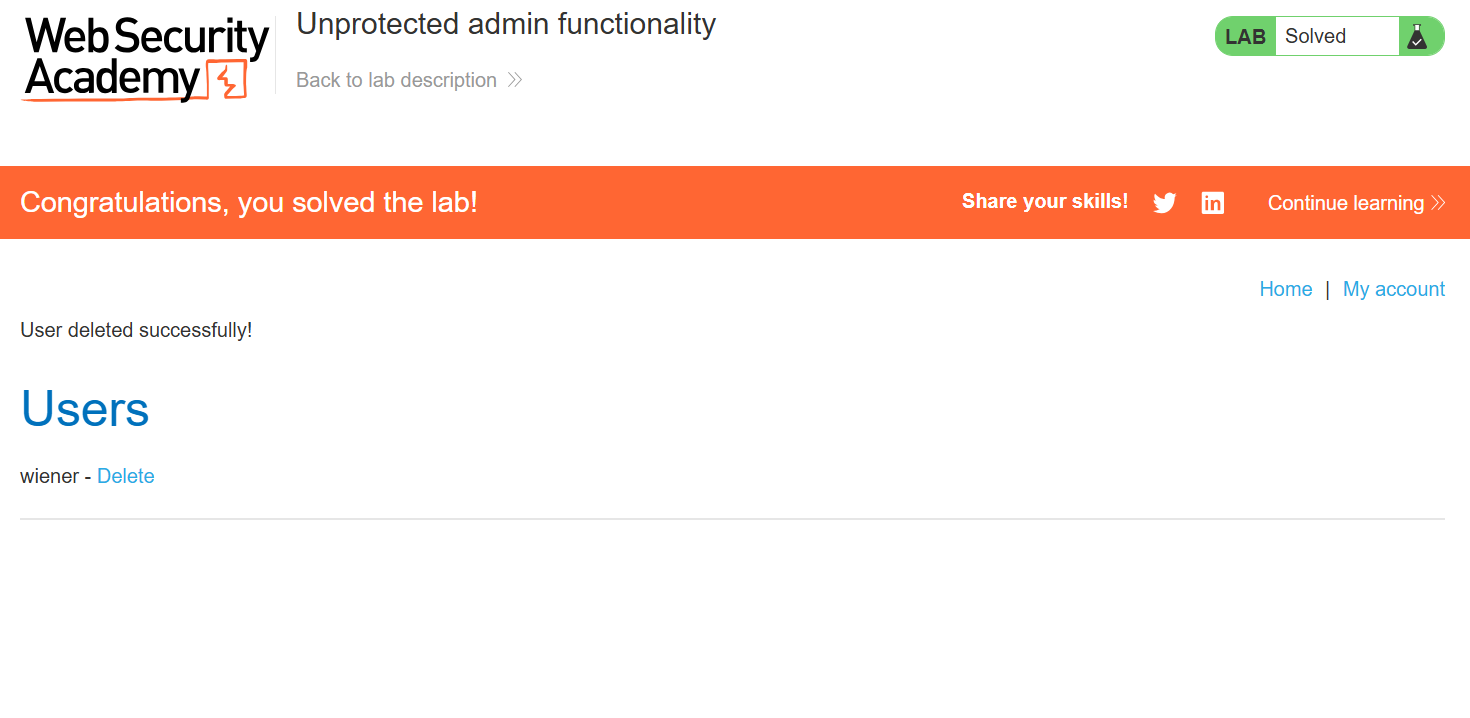 Web Security
Academy
Unprotected admin functionality
Back to lab description
LAB Solved
Congratulations, you solved the lab!
Share your skills!
Continue learning
Home | My account
User deleted successfully!
Users
wiener - Delete